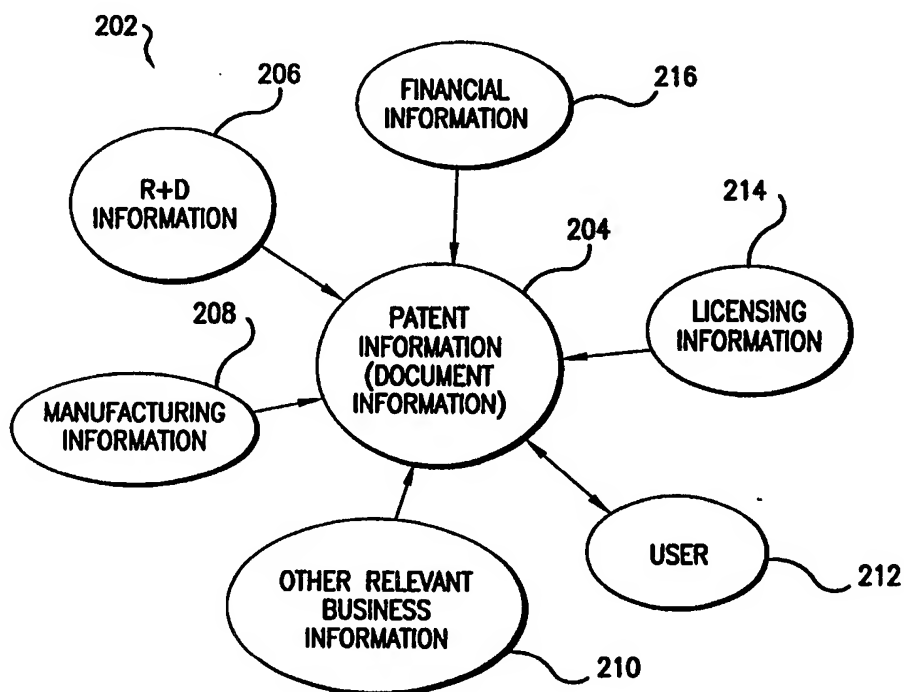 202
206
R+D
INFORMATION
FINANCIAL
INFORMATION
216
204
214
PATENT
INFORMATION
(DOCUMENT
INFORMATION)
LICENSING
INFORMATION
208
MANUFACTURING
INFORMATION
OTHER RELEVANT
BUSINESS
INFORMATION
210
USER
212